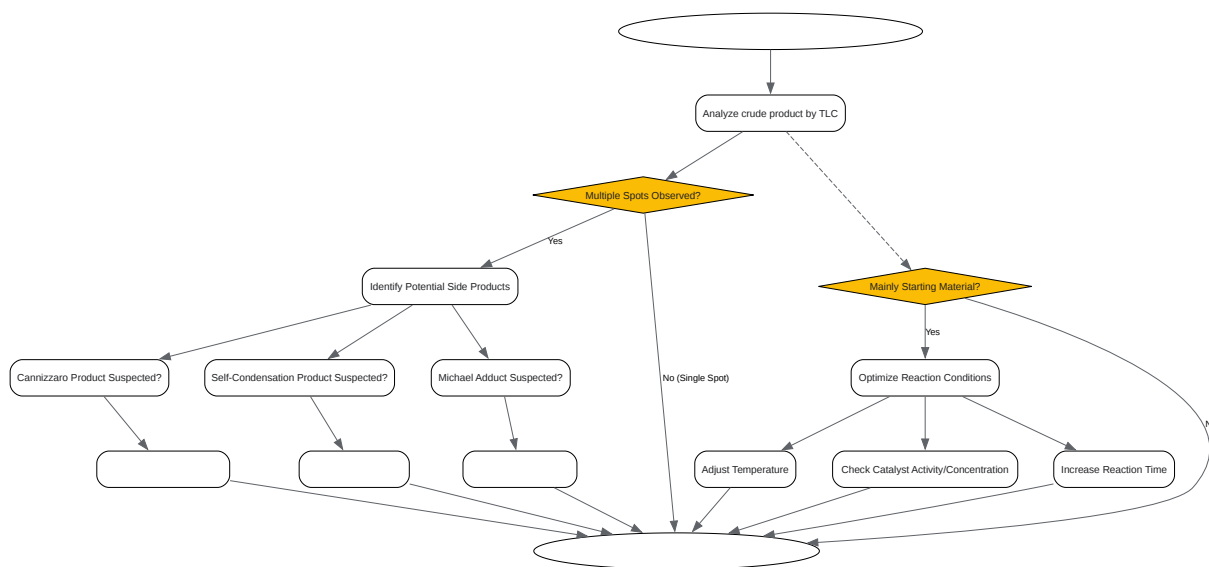 Analyze crude product by TLC
Multiple Spots Observed?
Yes
Identify Potential Side Products
Mainly Starting Material?
Yes
Cannizzaro Product Suspected?
Self-Condensation Product Suspected?
Michael Adduct Suspected?
No (Single Spot)
Optimize Reaction Conditions
Adjust Temperature
Check Catalyst Activity/Concentration
Increase Reaction Time